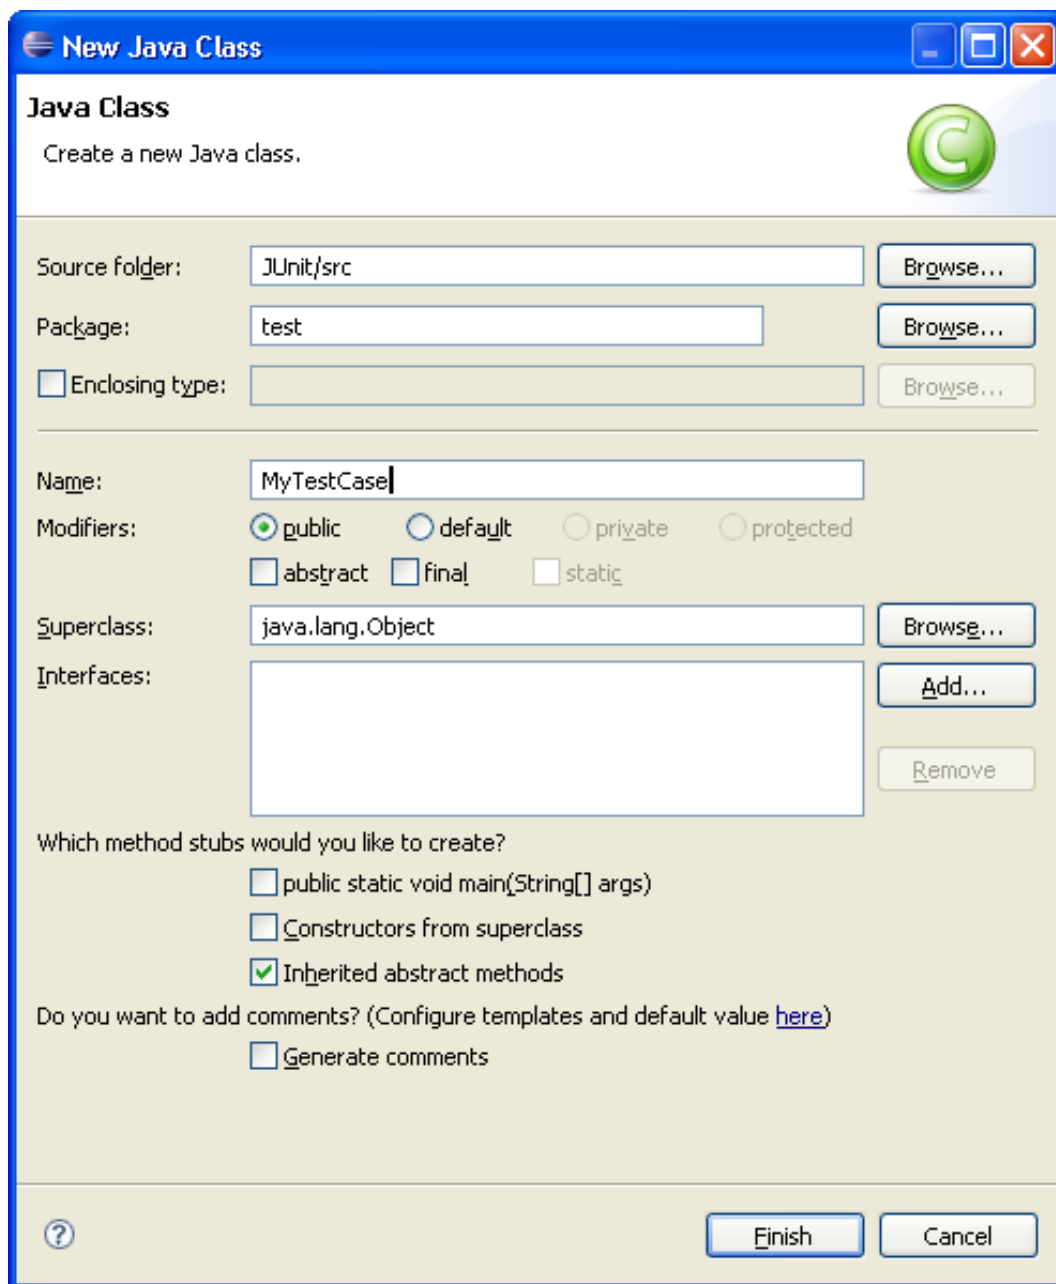 New Java Class
Java Class
Create a new Java class.
Source folder: JUnit/src Browse...
Package: test Browse...
Enclosing type: Browse...
Name: MyTestCase
Modifiers: public default private protected
abstract final static
Superclass: java.lang.Object Browse...
Interfaces: Add...
Remove
Which method stubs would you like to create?
public static void main(String[] args)
Constructors from superclass
Inherited abstract methods
Do you want to add comments? (Configure templates and default value here)
Generate comments
? Finish Cancel